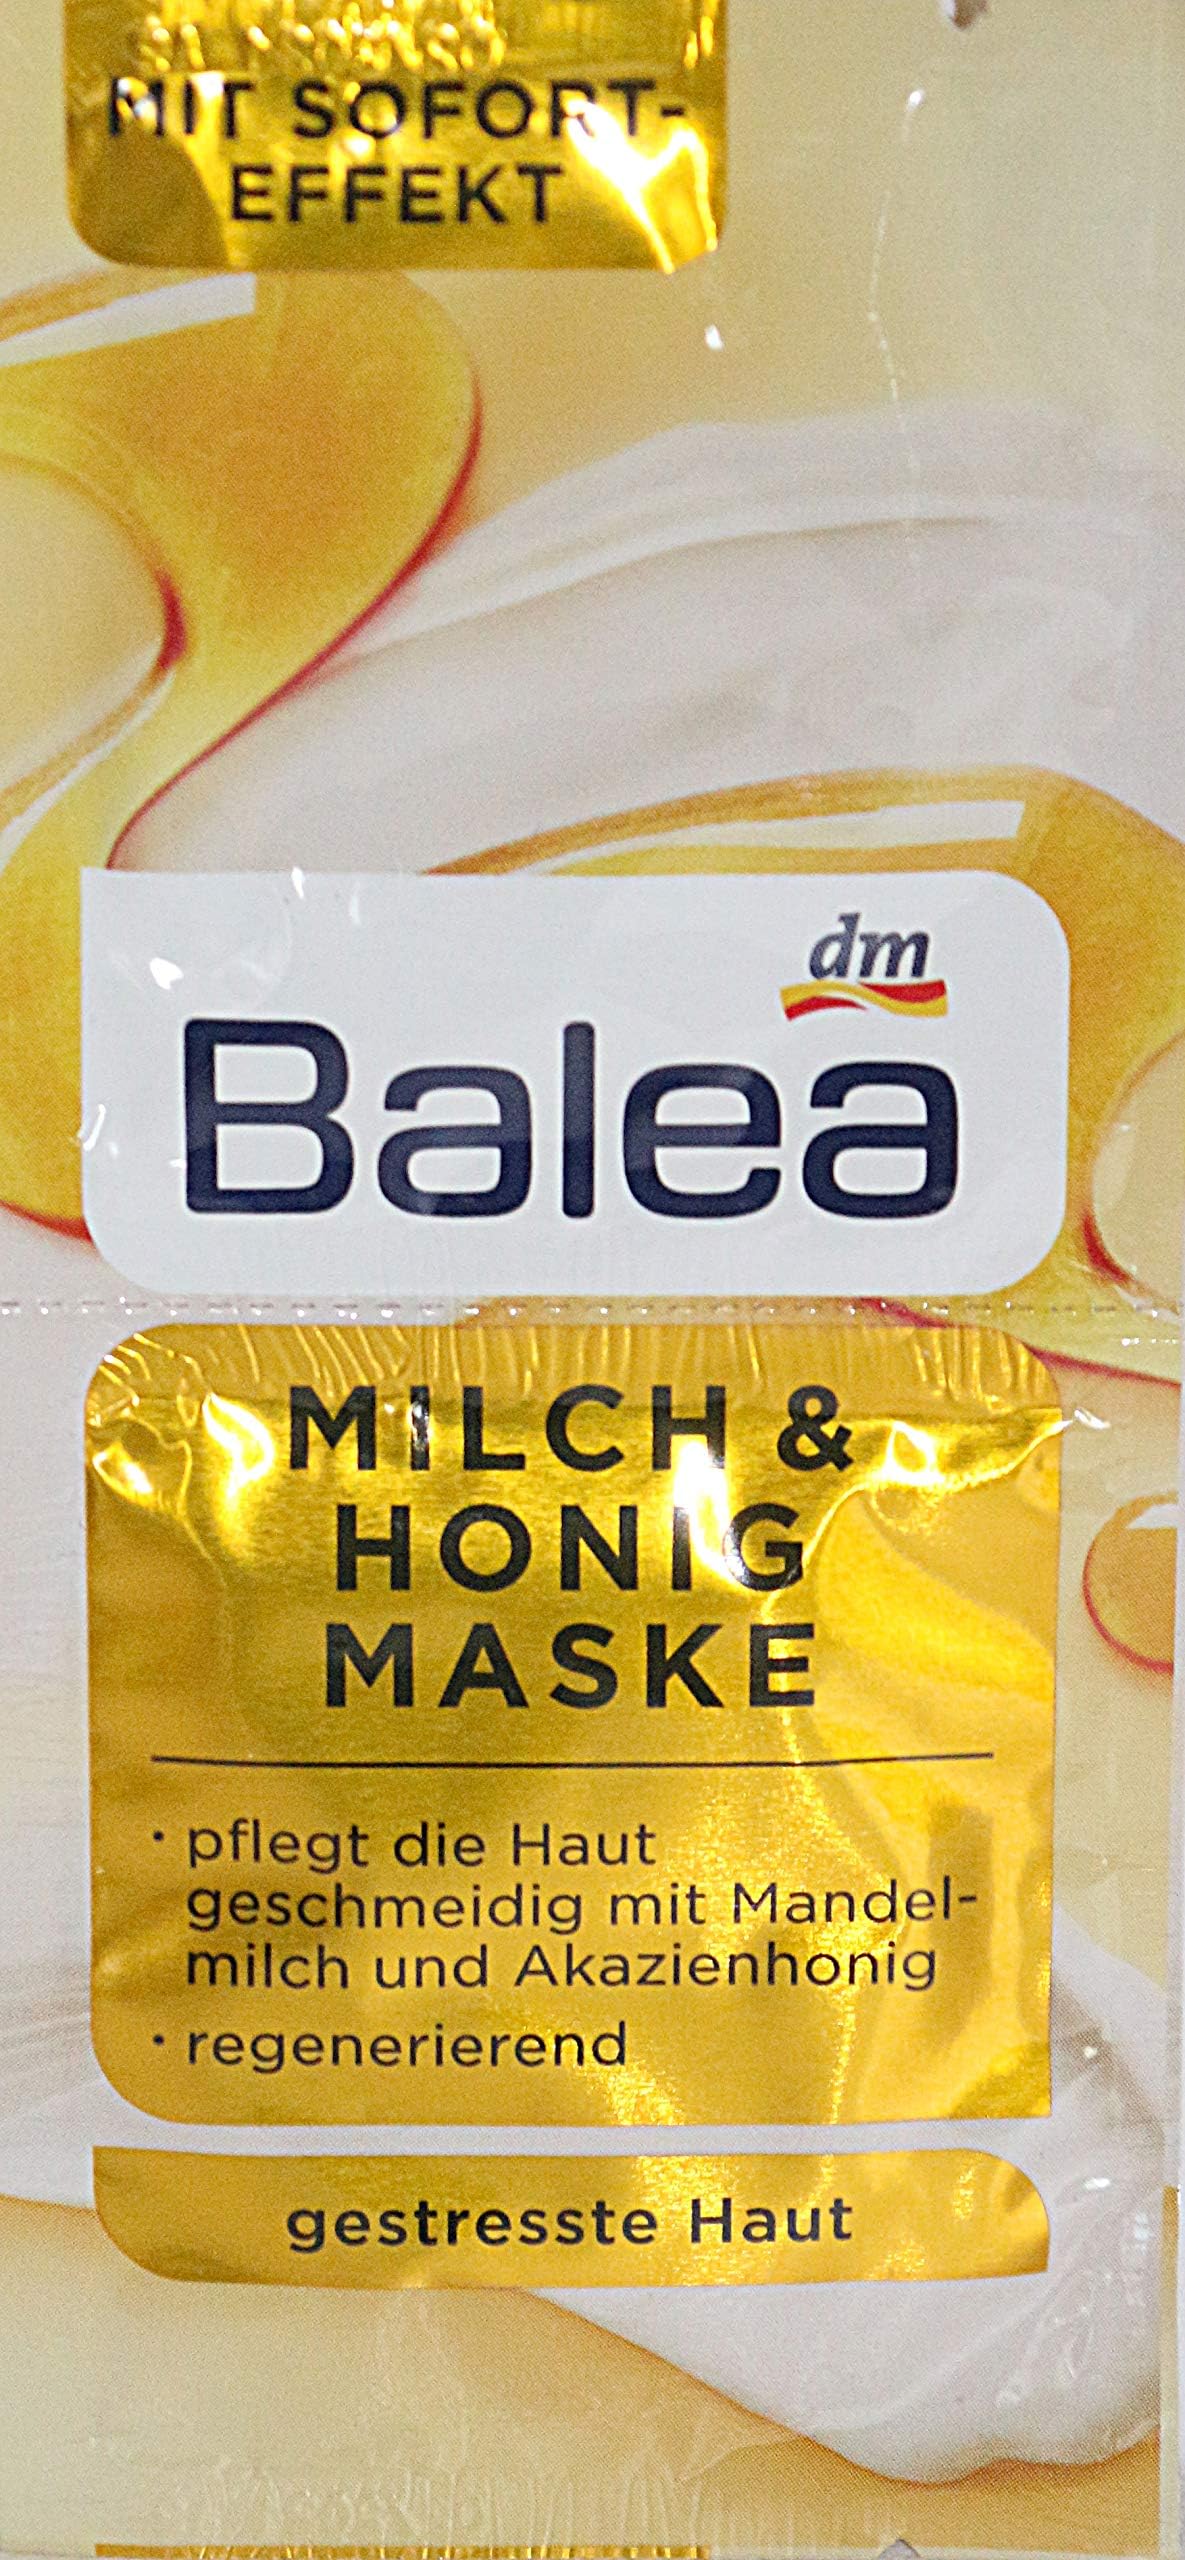 MIT SOFORT-
EFFEKT
dm
Balea
MILCH &
HONIG
MASKE
• pflegt die Haut
geschmeidig mit Mandel-
milch und Akazienhonig
• regenerierend
gestresste Haut